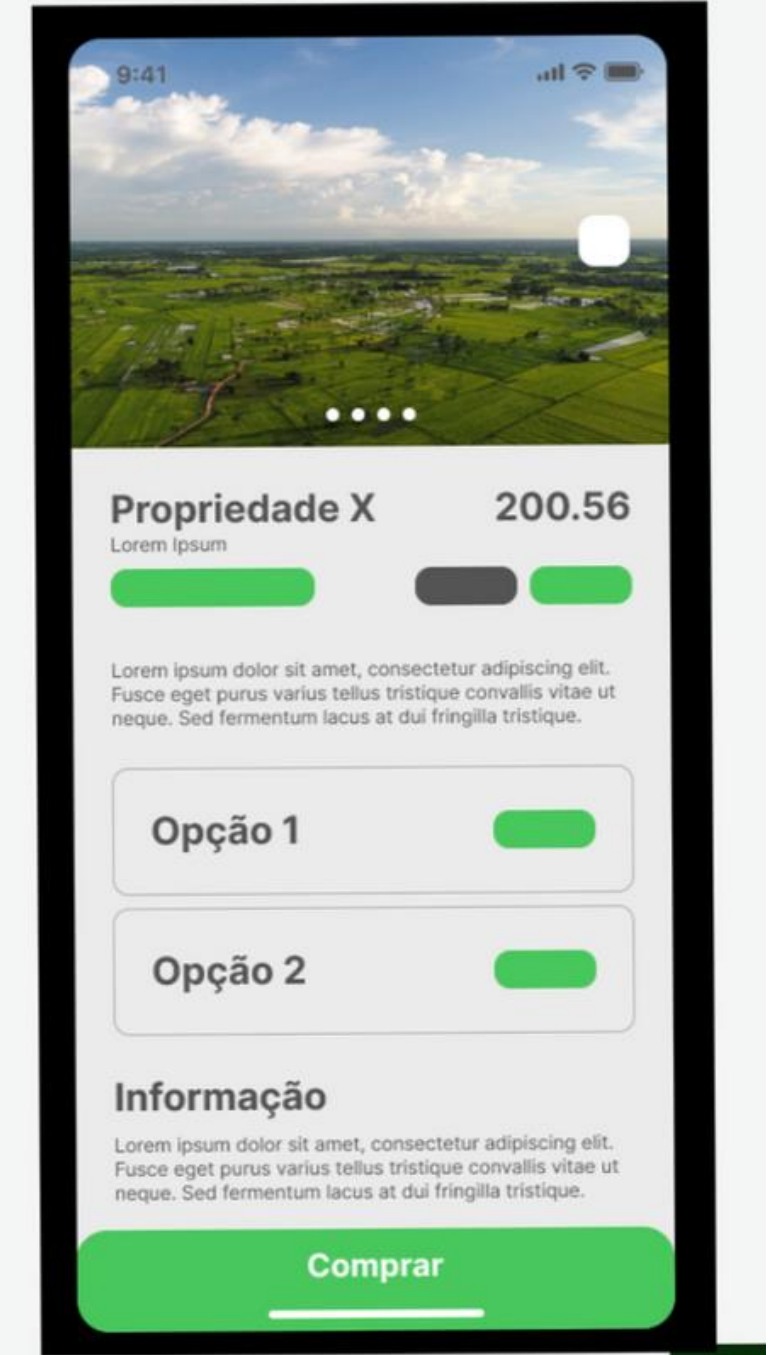 9:41
Propriedade X 200.56
Lorem Ipsum
Lorem ipsum dolor sit amet, consectetur adipiscing elit.
Fusce eget purus varius tellus tristique convallis vitae ut
neque. Sed fermentum lacus at dui fringilla tristique.
Opção 1
Opção 2
Informação
Lorem ipsum dolor sit amet, consectetur adipiscing elit.
Fusce eget purus varius tellus tristique convallis vitae ut
neque. Sed fermentum lacus at dui fringilla tristique.
Comprar